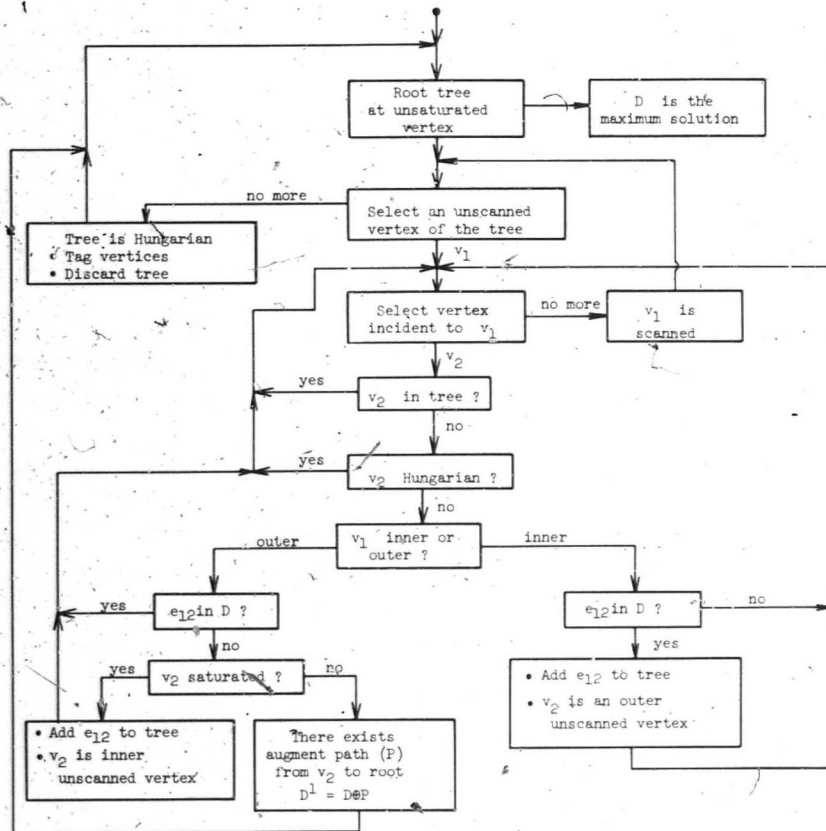 Root tree
at unsaturated
vertex
D is the
maximum solution
no more
Select an unscanned
vertex of the tree
Tree is Hungarian
• Tag vertices
• Discard tree
v1
Select vertex
incident to v1
no more
v1 is
scanned
v2
yes
v2 in tree ?
no
yes
v2 Hungarian ?
no
outer
v1 inner or
outer ?
inner
yes
e12 in D ?
e12 in D ?
no
no
yes
yes
v2 saturated ?
no
• Add e12 to tree
• v2 is an outer
unscanned vertex
• Add e12 to tree
• v2 is inner
unscanned vertex
There exists
augment path (P)
from v2 to root
D1 = D⊕P